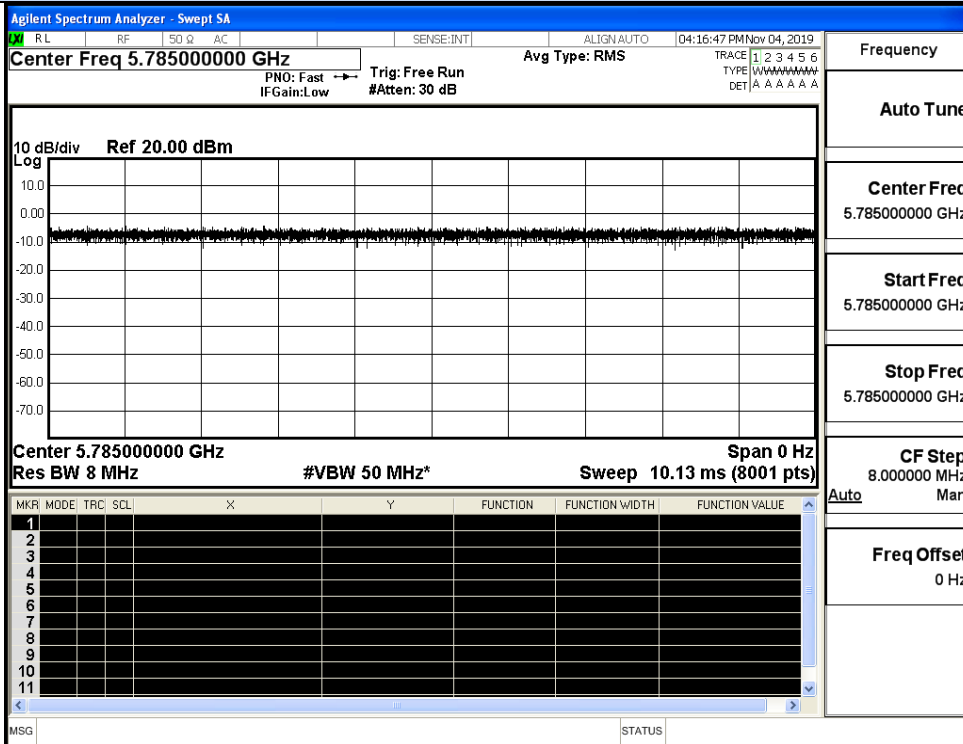 Agilent Spectrum Analyzer - Swept SA
LXI RL RF 50 Ω AC SENSE:INT ALIGN AUTO 04:16:47 PM Nov 04, 2019
Center Freq 5.785000000 GHz Avg Type: RMS TRACE 1 2 3 4 5 6
PNO: Fast Trig: Free Run TYPE WWWWWW
IFGain:Low #Atten: 30 dB DET A A A A A A
10 dB/div Ref 20.00 dBm
Log
10.0
0.00
-10.0
-20.0
-30.0
-40.0
-50.0
-60.0
-70.0
Center 5.785000000 GHz Span 0 Hz
Res BW 8 MHz #VBW 50 MHz* Sweep 10.13 ms (8001 pts)
MKR MODE TRC SCL X Y FUNCTION FUNCTION WIDTH FUNCTION VALUE
1
2
3
4
5
6
7
8
9
10
11
MSG STATUS
Frequency
Auto Tune
Center Freq
5.785000000 GHz
Start Freq
5.785000000 GHz
Stop Freq
5.785000000 GHz
CF Step
8.000000 MHz
Auto Man
Freq Offset
0 Hz